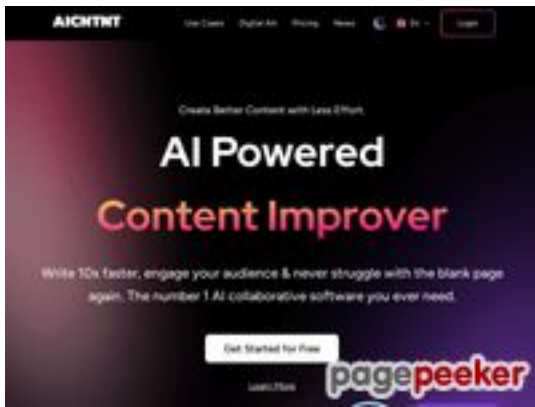 AICNTNT
Use Cases Digital Art Pricing News EN Login
Create Better Content with Less Effort.
AI Powered
Content Improver
Write 10x faster, engage your audience & never struggle with the blank page
again. The number 1 AI collaborative software you ever need.
Get Started for Free
Learn More
pagepeeker